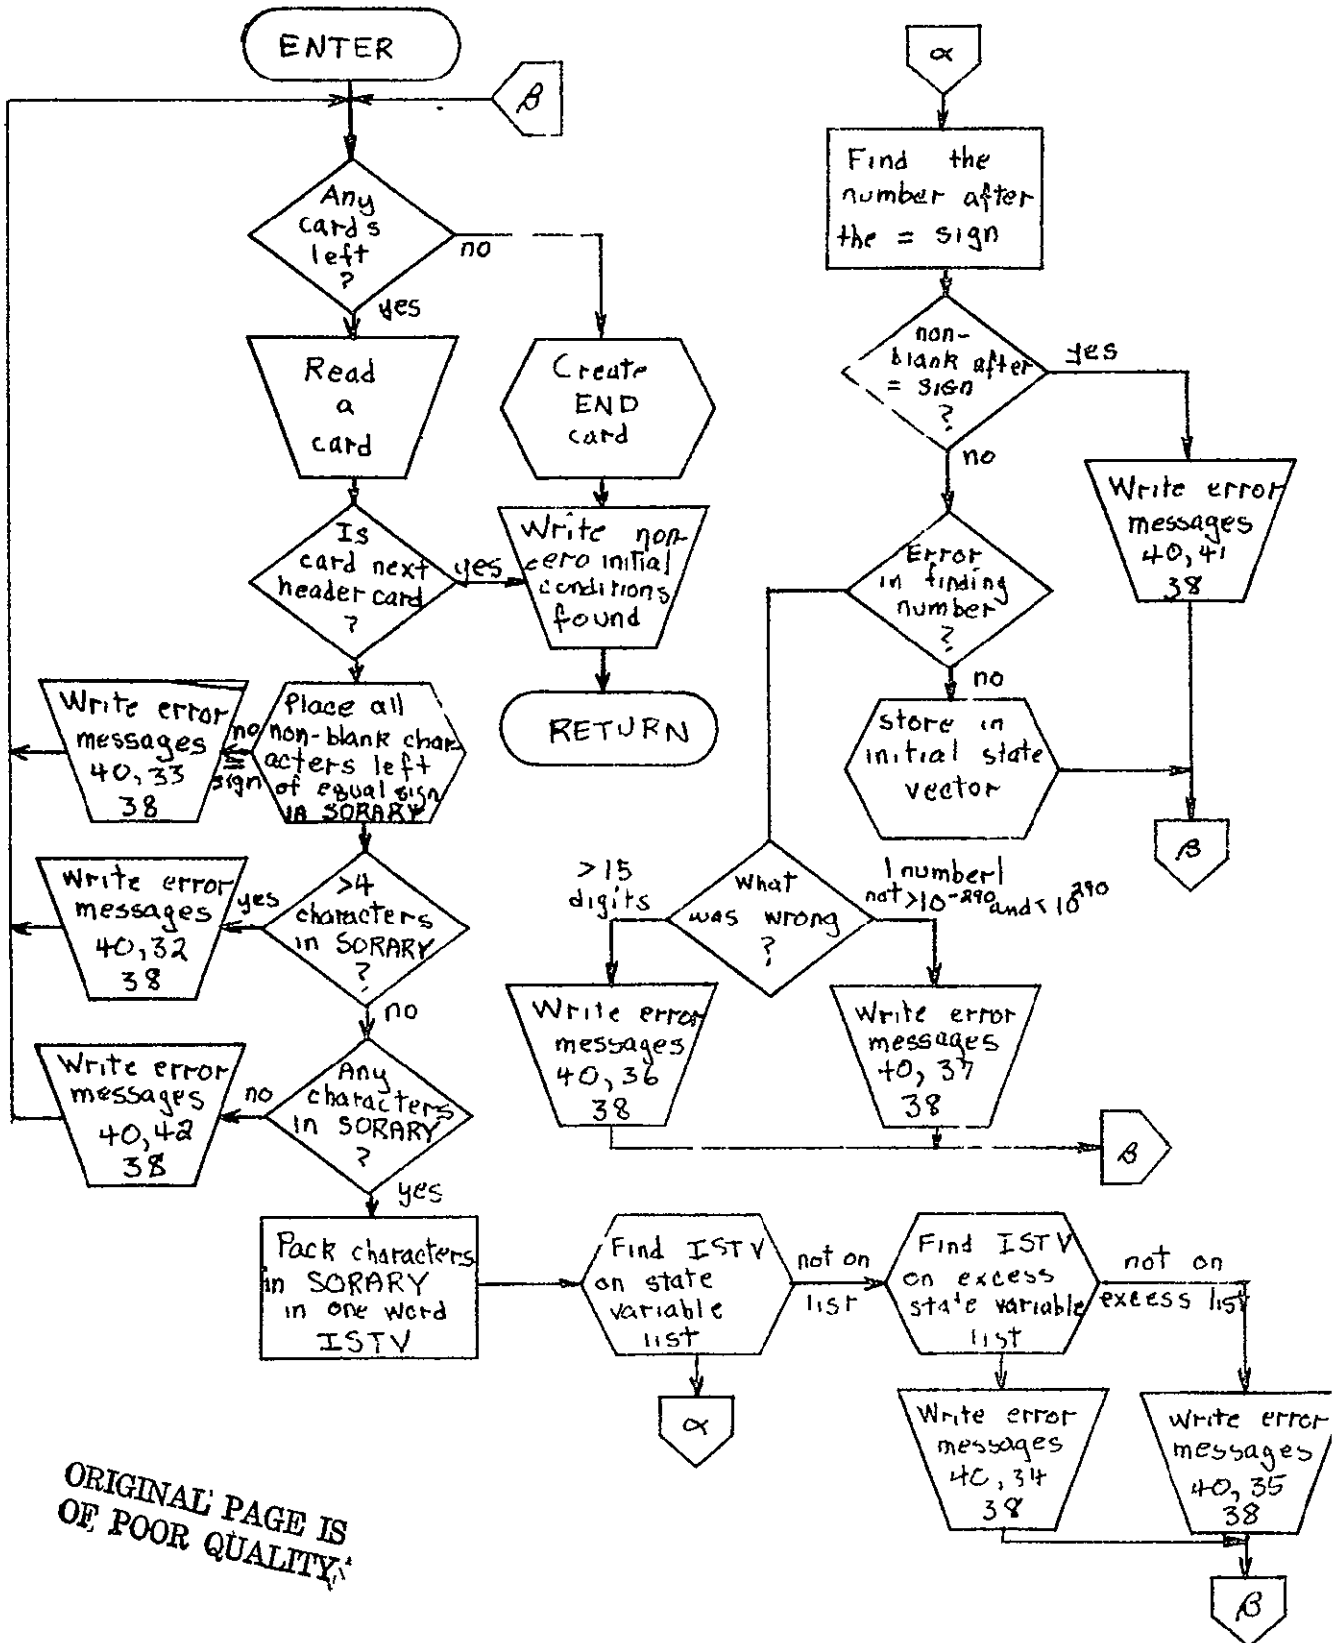 ENTER
β
Any
cards
left
?
no
yes
Read
a
card
Create
END
card
Is
card next
header card
?
yes
Write non-
zero initial
conditions
found
RETURN
Place all
non-blank char
acters left
of equal sign
IN SORARY
no
=
sign
Write error
messages
40, 33
38
>4
characters
in SORARY
?
yes
no
Write error
messages
40, 32
38
Any
characters
in SORARY
?
no
yes
Write error
messages
40, 42
38
Pack characters
in SORARY
in one word
ISTV
Find ISTV
on state
variable
list
not on
list
α
Find ISTV
on excess
state variable
list
not on
excess list
Write error
messages
40, 34
38
Write error
messages
40, 35
38
β
α
Find the
number after
the = sign
non-
blank after
= sign
?
yes
no
Write error
messages
40, 41
38
Error
in finding
number
?
no
store in
initial state
vector
β
What
was wrong
?
>15
digits
|number|
not >10^-290 and < 10^290
Write error
messages
40, 36
38
Write error
messages
40, 37
38
β
ORIGINAL PAGE IS
OF POOR QUALITY